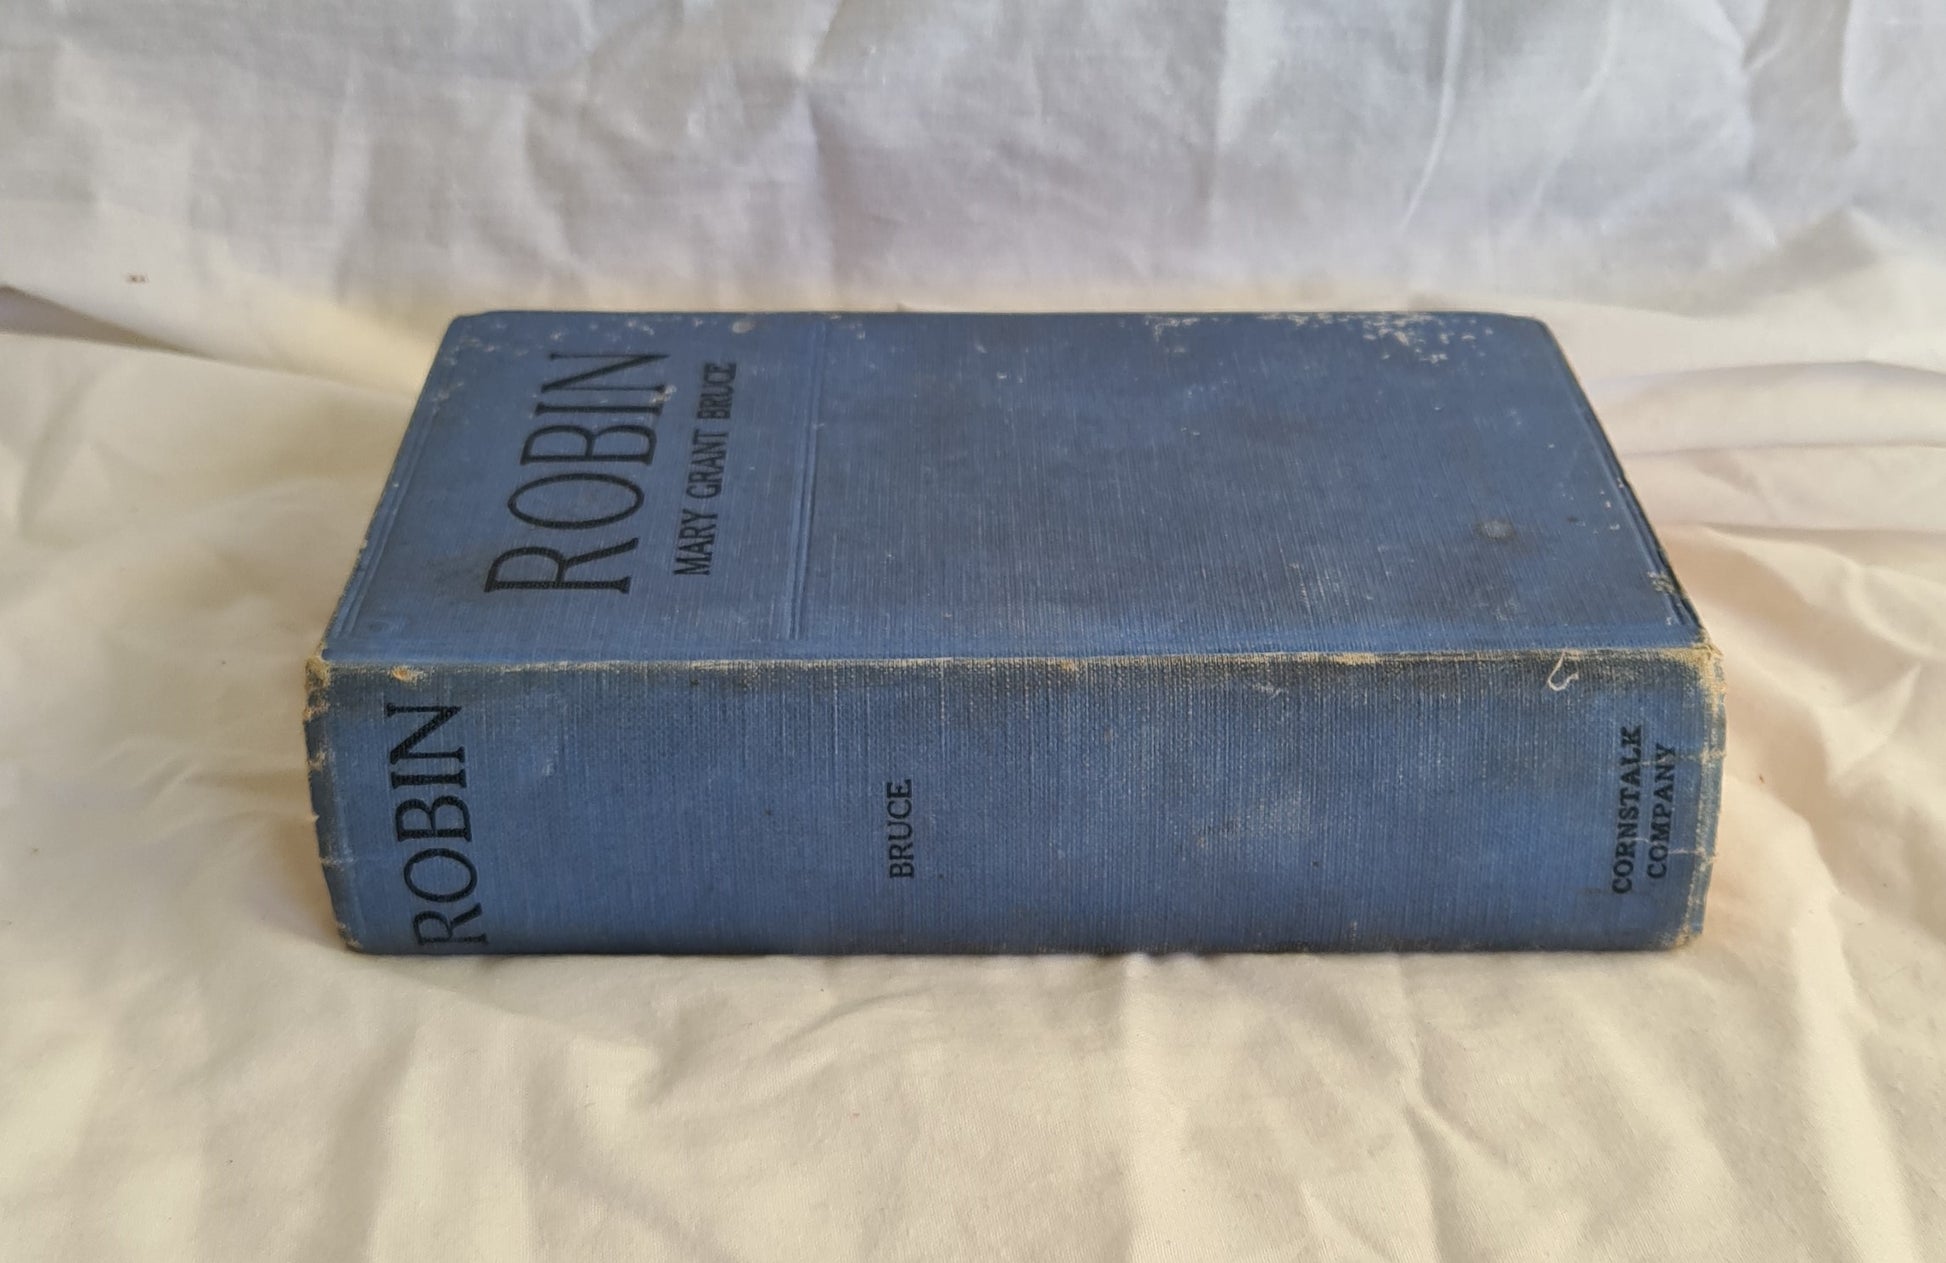 ROBIN
MARY GRANT BRUCE
ROBIN
BRUCE
CORNSTALK
COMPANY